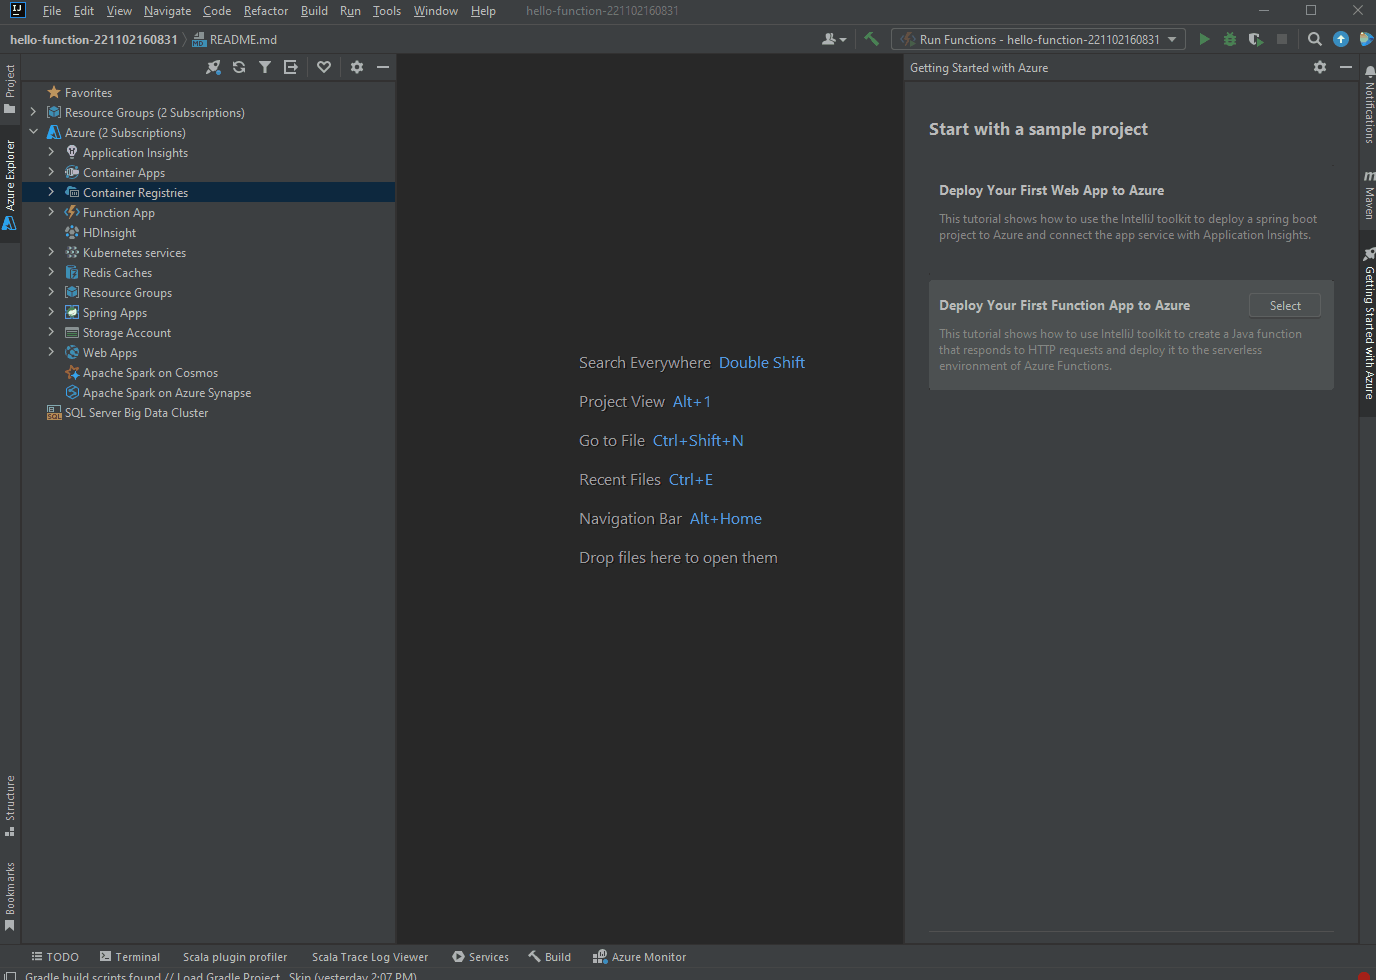 File Edit View Navigate Code Refactor Build Run Tools Window Help hello-function-221102160831
hello-function-221102160831 README.md Run Functions - hello-function-221102160831
Project
Azure Explorer
Structure
Bookmarks
Favorites
Resource Groups (2 Subscriptions)
Azure (2 Subscriptions)
Application Insights
Container Apps
Container Registries
Function App
HDInsight
Kubernetes services
Redis Caches
Resource Groups
Spring Apps
Storage Account
Web Apps
Apache Spark on Cosmos
Apache Spark on Azure Synapse
SQL Server Big Data Cluster
Search Everywhere Double Shift
Project View Alt+1
Go to File Ctrl+Shift+N
Recent Files Ctrl+E
Navigation Bar Alt+Home
Drop files here to open them
Getting Started with Azure
Start with a sample project
Deploy Your First Web App to Azure
This tutorial shows how to use the IntelliJ toolkit to deploy a spring boot
project to Azure and connect the app service with Application Insights.
Deploy Your First Function App to Azure Select
This tutorial shows how to use IntelliJ toolkit to create a Java function
that responds to HTTP requests and deploy it to the serverless
environment of Azure Functions.
Notifications
Maven
Getting Started with Azure
TODO Terminal Scala plugin profiler Scala Trace Log Viewer Services Build Azure Monitor
Gradle build scripts found // Load Gradle Project Skip (yesterday 2:07 PM)